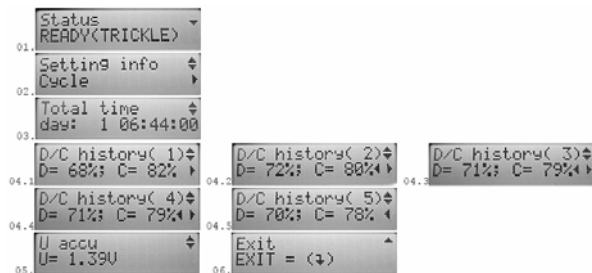 Status
READY(TRICKLE)
01.
Setting info
Cycle
02.
Total time
day: 1 06:44:00
03.
D/C history( 1)
D= 68%; C= 82%
04.1
D/C history( 2)
D= 72%; C= 80%
04.2
D/C history( 3)
D= 71%; C= 79%
04.3
D/C history( 4)
D= 71%; C= 79%
04.4
D/C history( 5)
D= 70%; C= 78%
04.5
U accu
U= 1.39V
05.
Exit
EXIT = (↴)
06.